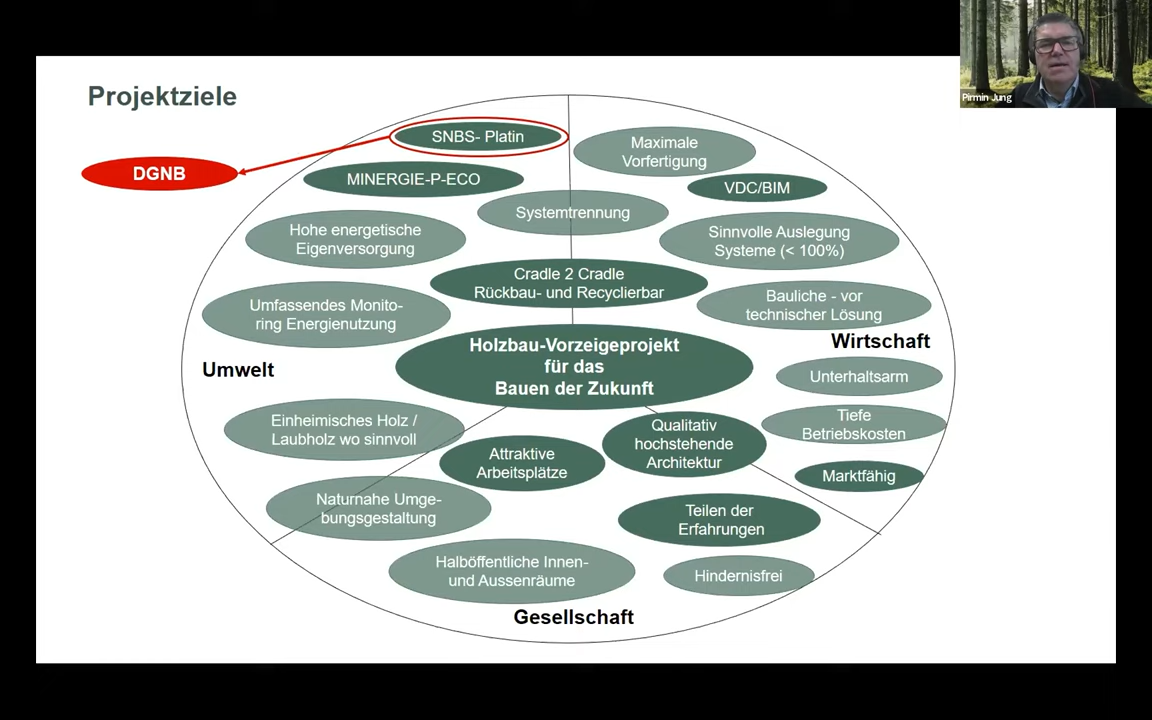 Projektziele
Pirmin Jung
SNBS- Platin
DGNB
MINERGIE-P-ECO
Maximale
Vorfertigung
VDC/BIM
Systemtrennung
Hohe energetische
Eigenversorgung
Sinnvolle Auslegung
Systeme (< 100%)
Cradle 2 Cradle
Rückbau- und Recyclierbar
Umfassendes Monito-
ring Energienutzung
Bauliche - vor
technischer Lösung
Wirtschaft
Holzbau-Vorzeigeprojekt
für das
Bauen der Zukunft
Umwelt
Unterhaltsarm
Tiefe
Betriebskosten
Einheimisches Holz /
Laubholz wo sinnvoll
Qualitativ
hochstehende
Architektur
Attraktive
Arbeitsplätze
Marktfähig
Naturnahe Umge-
bungsgestaltung
Teilen der
Erfahrungen
Halböffentliche Innen-
und Aussenräume
Hindernisfrei
Gesellschaft